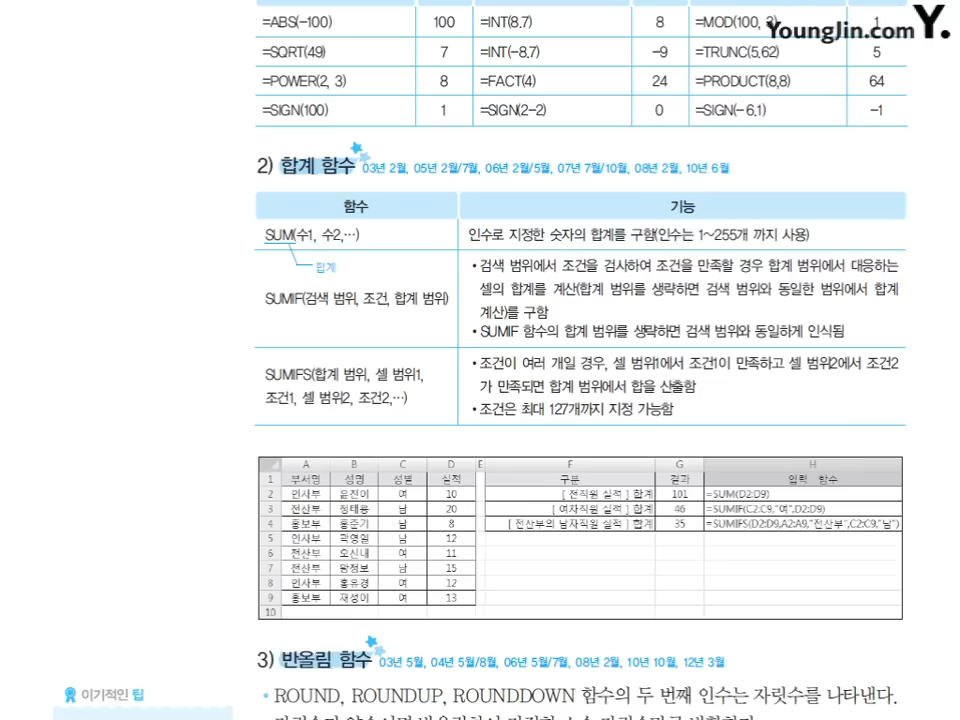 =ABS(-100) 100 =INT(8.7) 8 =MOD(100, 3) 1
YoungJin.com Y.
=SQRT(49) 7 =INT(-8.7) -9 =TRUNC(5.62) 5
=POWER(2, 3) 8 =FACT(4) 24 =PRODUCT(8,8) 64
=SIGN(100) 1 =SIGN(2-2) 0 =SIGN(-6.1) -1
2) 합계 함수 03년 2월, 05년 2월/7월, 06년 2월/5월, 07년 7월/10월, 08년 2월, 10년 6월
함수 기능
SUM(수1, 수2,…) 인수로 지정한 숫자의 합계를 구함(인수는 1~255개 까지 사용)
합계
SUMIF(검색 범위, 조건, 합계 범위)
• 검색 범위에서 조건을 검사하여 조건을 만족할 경우 합계 범위에서 대응하는
셀의 합계를 계산(합계 범위를 생략하면 검색 범위와 동일한 범위에서 합계
계산)를 구함
• SUMIF 함수의 합계 범위를 생략하면 검색 범위와 동일하게 인식됨
SUMIFS(합계 범위, 셀 범위1,
조건1, 셀 범위2, 조건2,…)
• 조건이 여러 개일 경우, 셀 범위1에서 조건1이 만족하고 셀 범위2에서 조건2
가 만족되면 합계 범위에서 합을 산출함
• 조건은 최대 127개까지 지정 가능함
A B C D E F G H
1 부서명 성명 성별 실적 구분 결과 입력 함수
2 인사부 윤진이 여 10 [ 전직원 실적 ] 합계 101 =SUM(D2:D9)
3 전산부 정태용 남 20 [ 여자직원 실적 ] 합계 46 =SUMIF(C2:C9,"여",D2:D9)
4 홍보부 홍준기 남 8 [ 전산부의 남자직원 실적 ] 합계 35 =SUMIFS(D2:D9,A2:A9,"전산부",C2:C9,"남")
5 인사부 곽영일 남 12
6 전산부 오신내 여 11
7 전산부 왕정보 남 15
8 인사부 홍유경 여 12
9 홍보부 재성이 여 13
10
3) 반올림 함수 03년 5월, 04년 5월/8월, 06년 5월/7월, 08년 2월, 10년 10월, 12년 3월
이기적인 팁
• ROUND, ROUNDUP, ROUNDDOWN 함수의 두 번째 인수는 자릿수를 나타낸다.